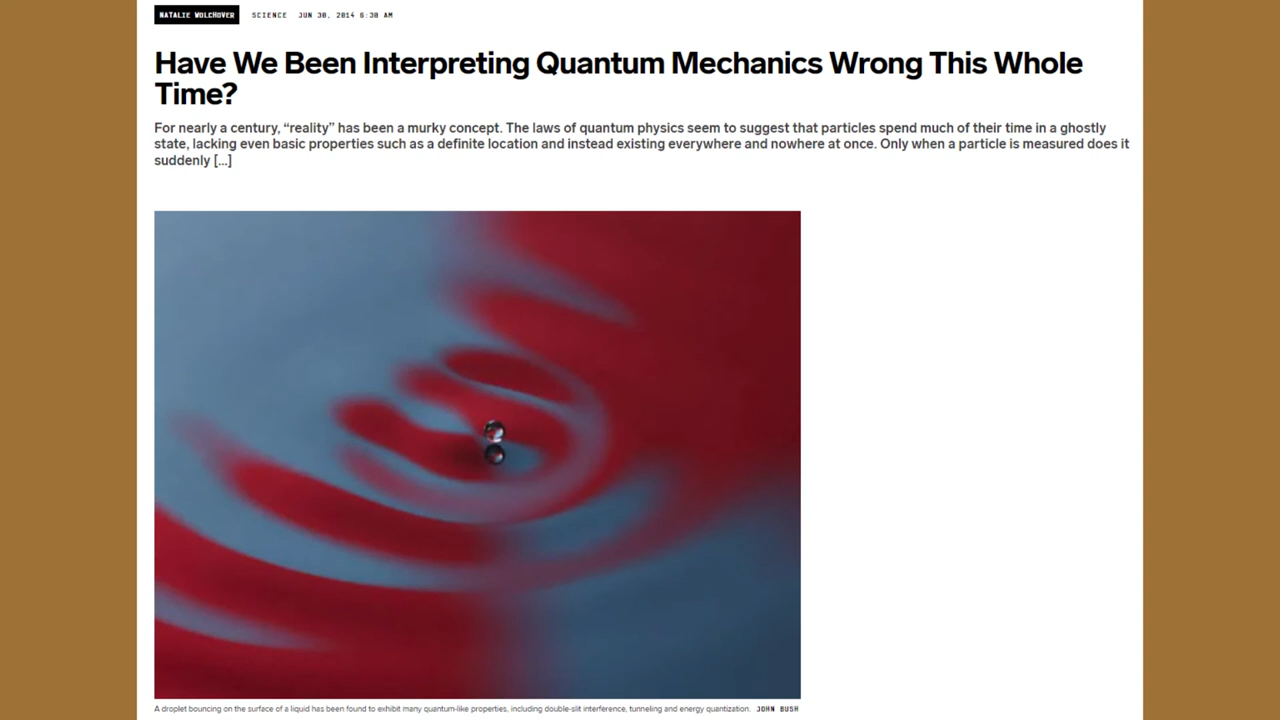 NATALIE WOLCHOVER SCIENCE JUN 30, 2014 6:30 AM
Have We Been Interpreting Quantum Mechanics Wrong This Whole
Time?
For nearly a century, “reality” has been a murky concept. The laws of quantum physics seem to suggest that particles spend much of their time in a ghostly
state, lacking even basic properties such as a definite location and instead existing everywhere and nowhere at once. Only when a particle is measured does it
suddenly [...]
A droplet bouncing on the surface of a liquid has been found to exhibit many quantum-like properties, including double-slit interference, tunneling and energy quantization. JOHN BUSH